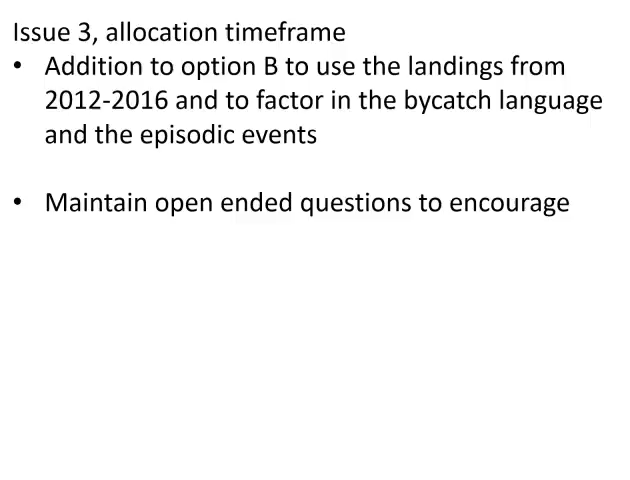 Issue 3, allocation timeframe
• Addition to option B to use the landings from
2012-2016 and to factor in the bycatch language
and the episodic events
• Maintain open ended questions to encourage